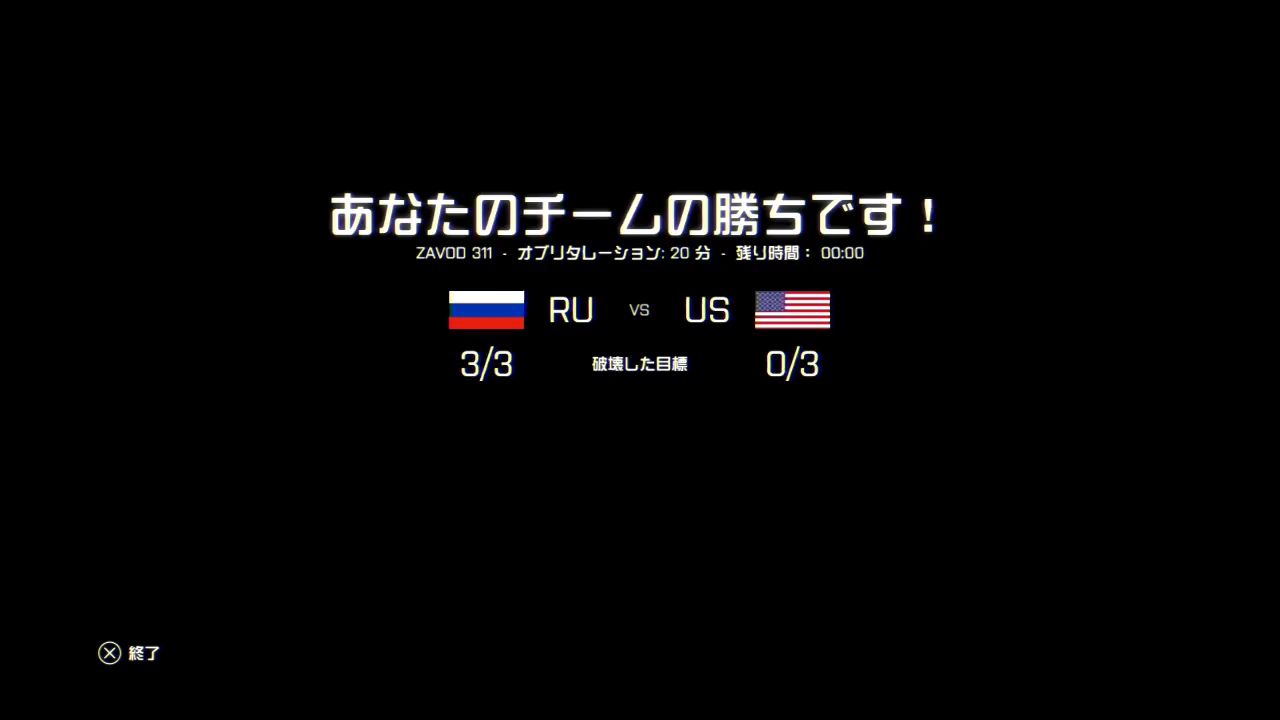 あなたのチームの勝ちです！
ZAVOD 311 - オブリタレーション: 20 分 - 残り時間： 00:00
RU VS US
3/3 破壊した目標 0/3
終了